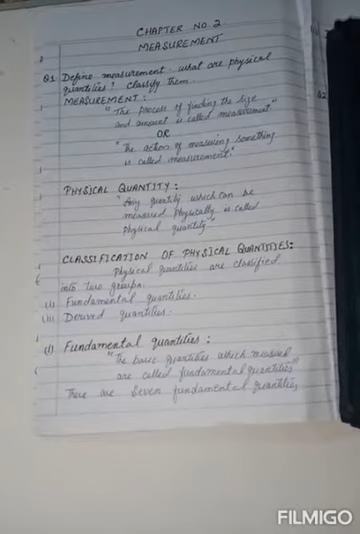 CHAPTER NO. 2
MEASUREMENT
Q1 Define measurement. what are physical
quantities? classify them.
MEASUREMENT:
"The process of finding the size
and amount is called measurement"
OR
"The action of measuring something
is called measurement."
PHYSICAL QUANTITY:
"Any quantity which can be
measured physically is called
physical quantity"
CLASSIFICATION OF PHYSICAL QUANTITIES:
Physical quantities are classified
into two groups.
(i) Fundamental quantities.
(ii) Derived quantities.
(i) Fundamental quantities:
"The basic quantities which measured
are called fundamental quantities"
There are Seven fundamental quantities
FILMIGO